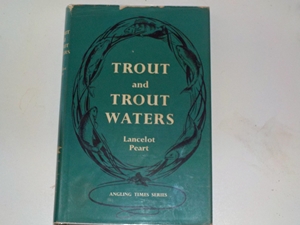 TROUT
and
TROUT
WATERS
Lancelot
Peart
ANGLING TIMES SERIES